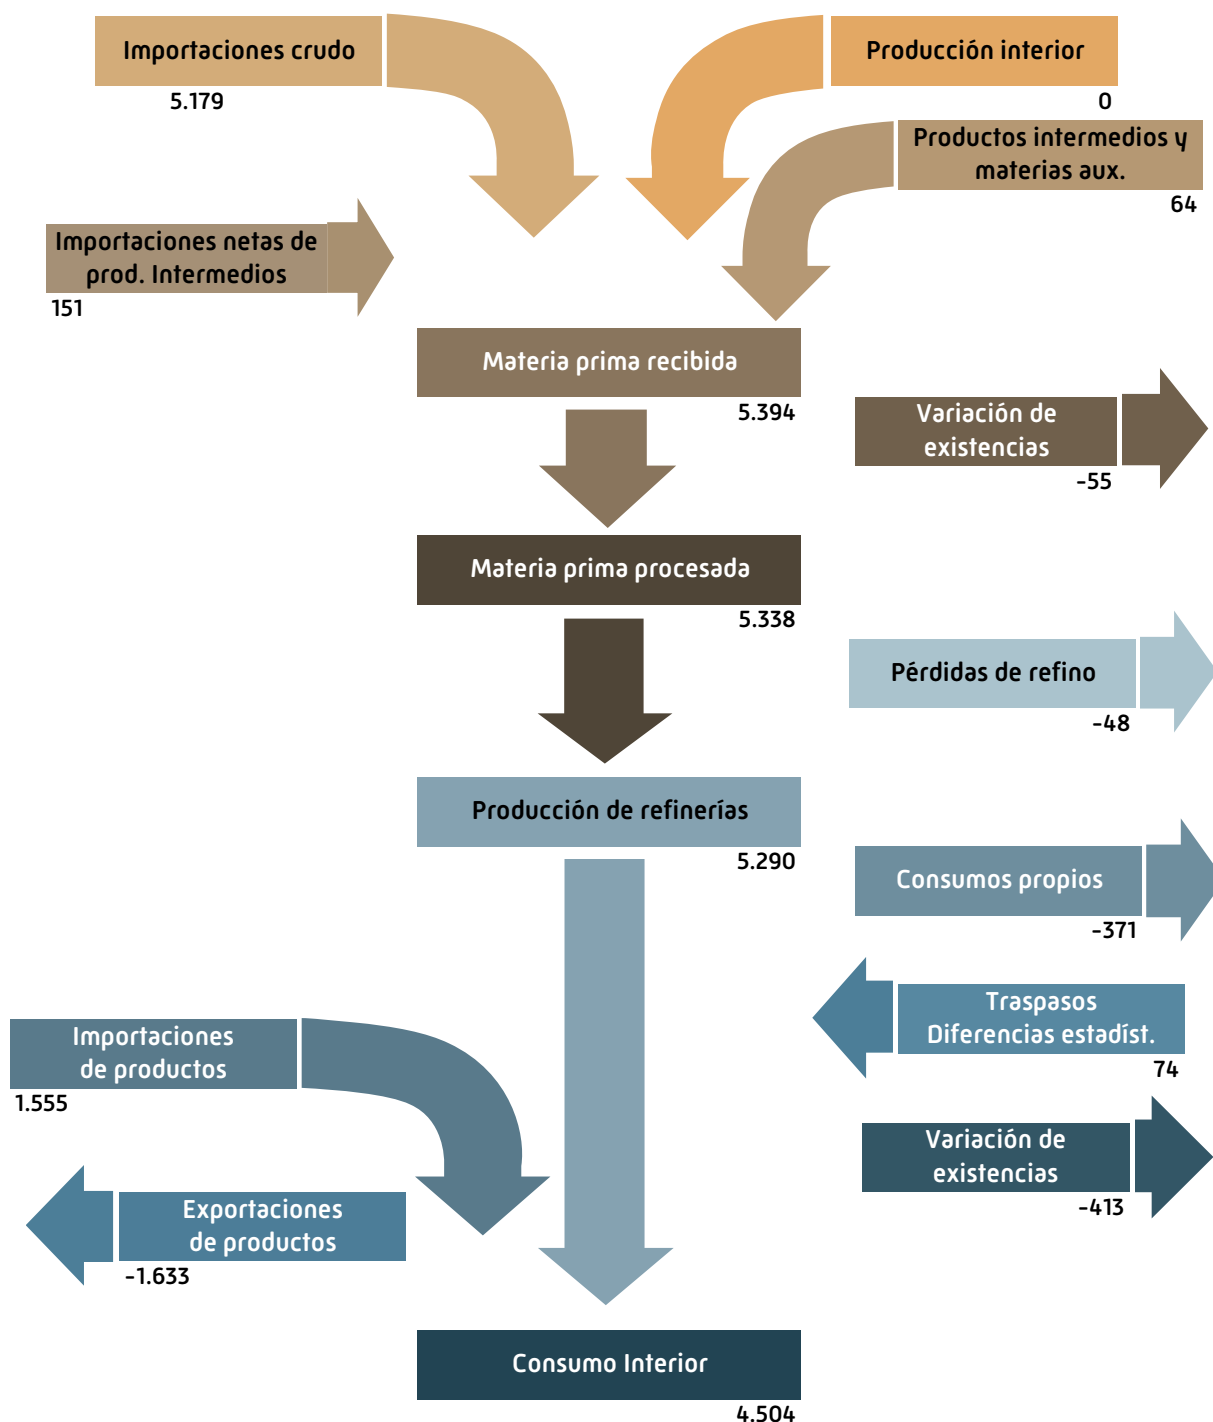 Importaciones crudo
5.179
Producción interior
0
Productos intermedios y
materias aux.
64
Importaciones netas de
prod. Intermedios
151
Materia prima recibida
5.394
Variación de
existencias
-55
Materia prima procesada
5.338
Pérdidas de refino
-48
Producción de refinerías
5.290
Consumos propios
-371
Traspasos
Diferencias estadíst.
74
Importaciones
de productos
1.555
Variación de
existencias
-413
Exportaciones
de productos
-1.633
Consumo Interior
4.504